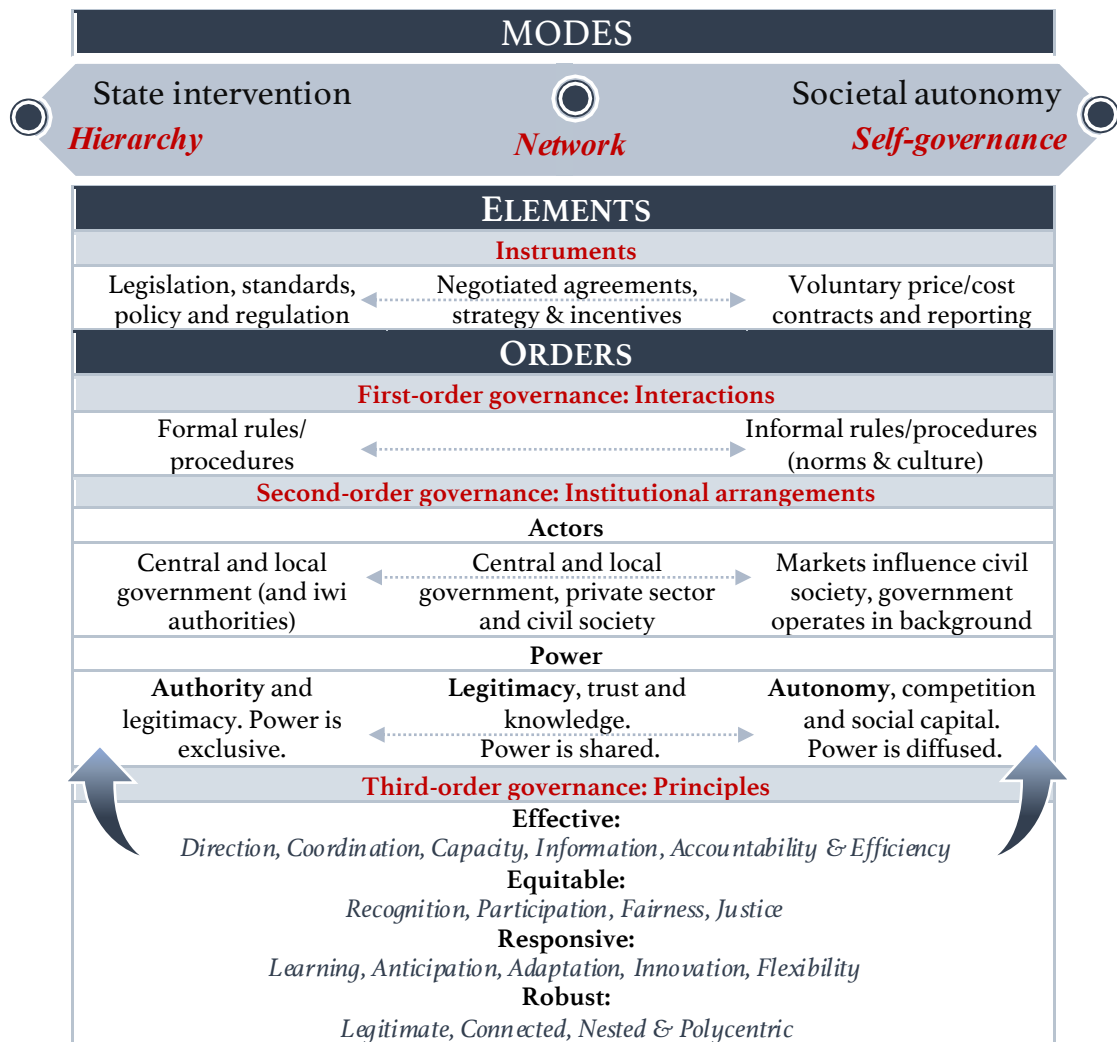 MODES
State intervention
Societal autonomy
Hierarchy
Network
Self-governance
ELEMENTS
Instruments
Legislation, standards,
policy and regulation
Negotiated agreements,
strategy & incentives
Voluntary price/cost
contracts and reporting
ORDERS
First-order governance: Interactions
Formal rules/
procedures
Informal rules/procedures
(norms & culture)
Second-order governance: Institutional arrangements
Actors
Central and local
government (and iwi
authorities)
Central and local
government, private sector
and civil society
Markets influence civil
society, government
operates in background
Power
Authority and
legitimacy. Power is
exclusive.
Legitimacy, trust and
knowledge.
Power is shared.
Autonomy, competition
and social capital.
Power is diffused.
Third-order governance: Principles
Effective:
Direction, Coordination, Capacity, Information, Accountability & Efficiency
Equitable:
Recognition, Participation, Fairness, Justice
Responsive:
Learning, Anticipation, Adaptation, Innovation, Flexibility
Robust:
Legitimate, Connected, Nested & Polycentric